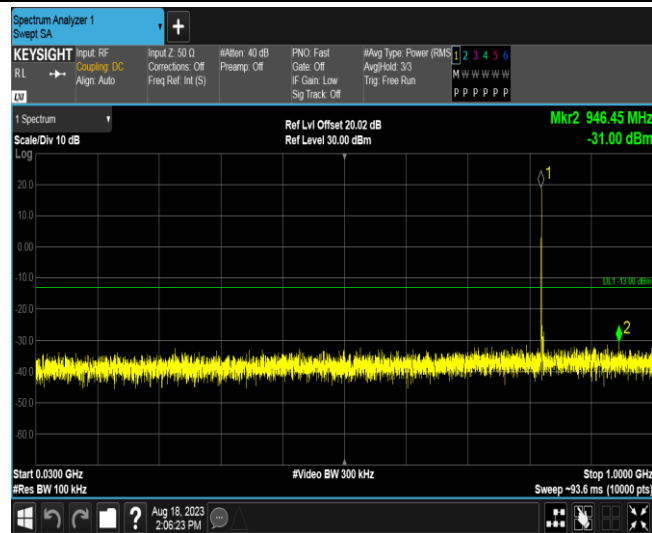 Spectrum Analyzer 1
Swept SA
+
KEYSIGHT
RL
LXI
Input: RF
Coupling: DC
Align: Auto
Input Z: 50 Ω
Corrections: Off
Freq Ref: Int (S)
#Atten: 40 dB
Preamp: Off
PNO: Fast
Gate: Off
IF Gain: Low
Sig Track: Off
#Avg Type: Power (RMS
Avg|Hold: 3/3
Trig: Free Run
1 2 3 4 5 6
M W W W W W
P P P P P P
1 Spectrum
Scale/Div 10 dB
Ref Lvl Offset 20.02 dB
Ref Level 30.00 dBm
Mkr2 946.45 MHz
-31.00 dBm
Log
1
20.0
10.0
0.00
-10.0
DL1 -13.00 dBm
-20.0
2
-30.0
-40.0
-50.0
-60.0
Start 0.0300 GHz
#Video BW 300 kHz
Stop 1.0000 GHz
#Res BW 100 kHz
Sweep ~93.6 ms (10000 pts)
?
Aug 18, 2023
2:06:23 PM